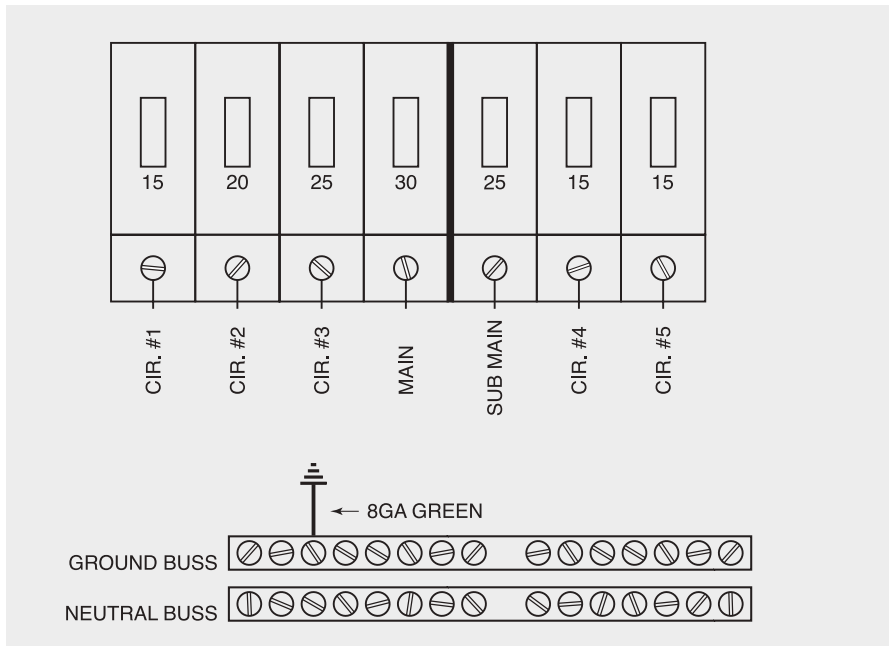 15 20 25 30 25 15 15
CIR. #1 CIR. #2 CIR. #3 MAIN SUB MAIN CIR. #4 CIR. #5
8GA GREEN
GROUND BUSS
NEUTRAL BUSS